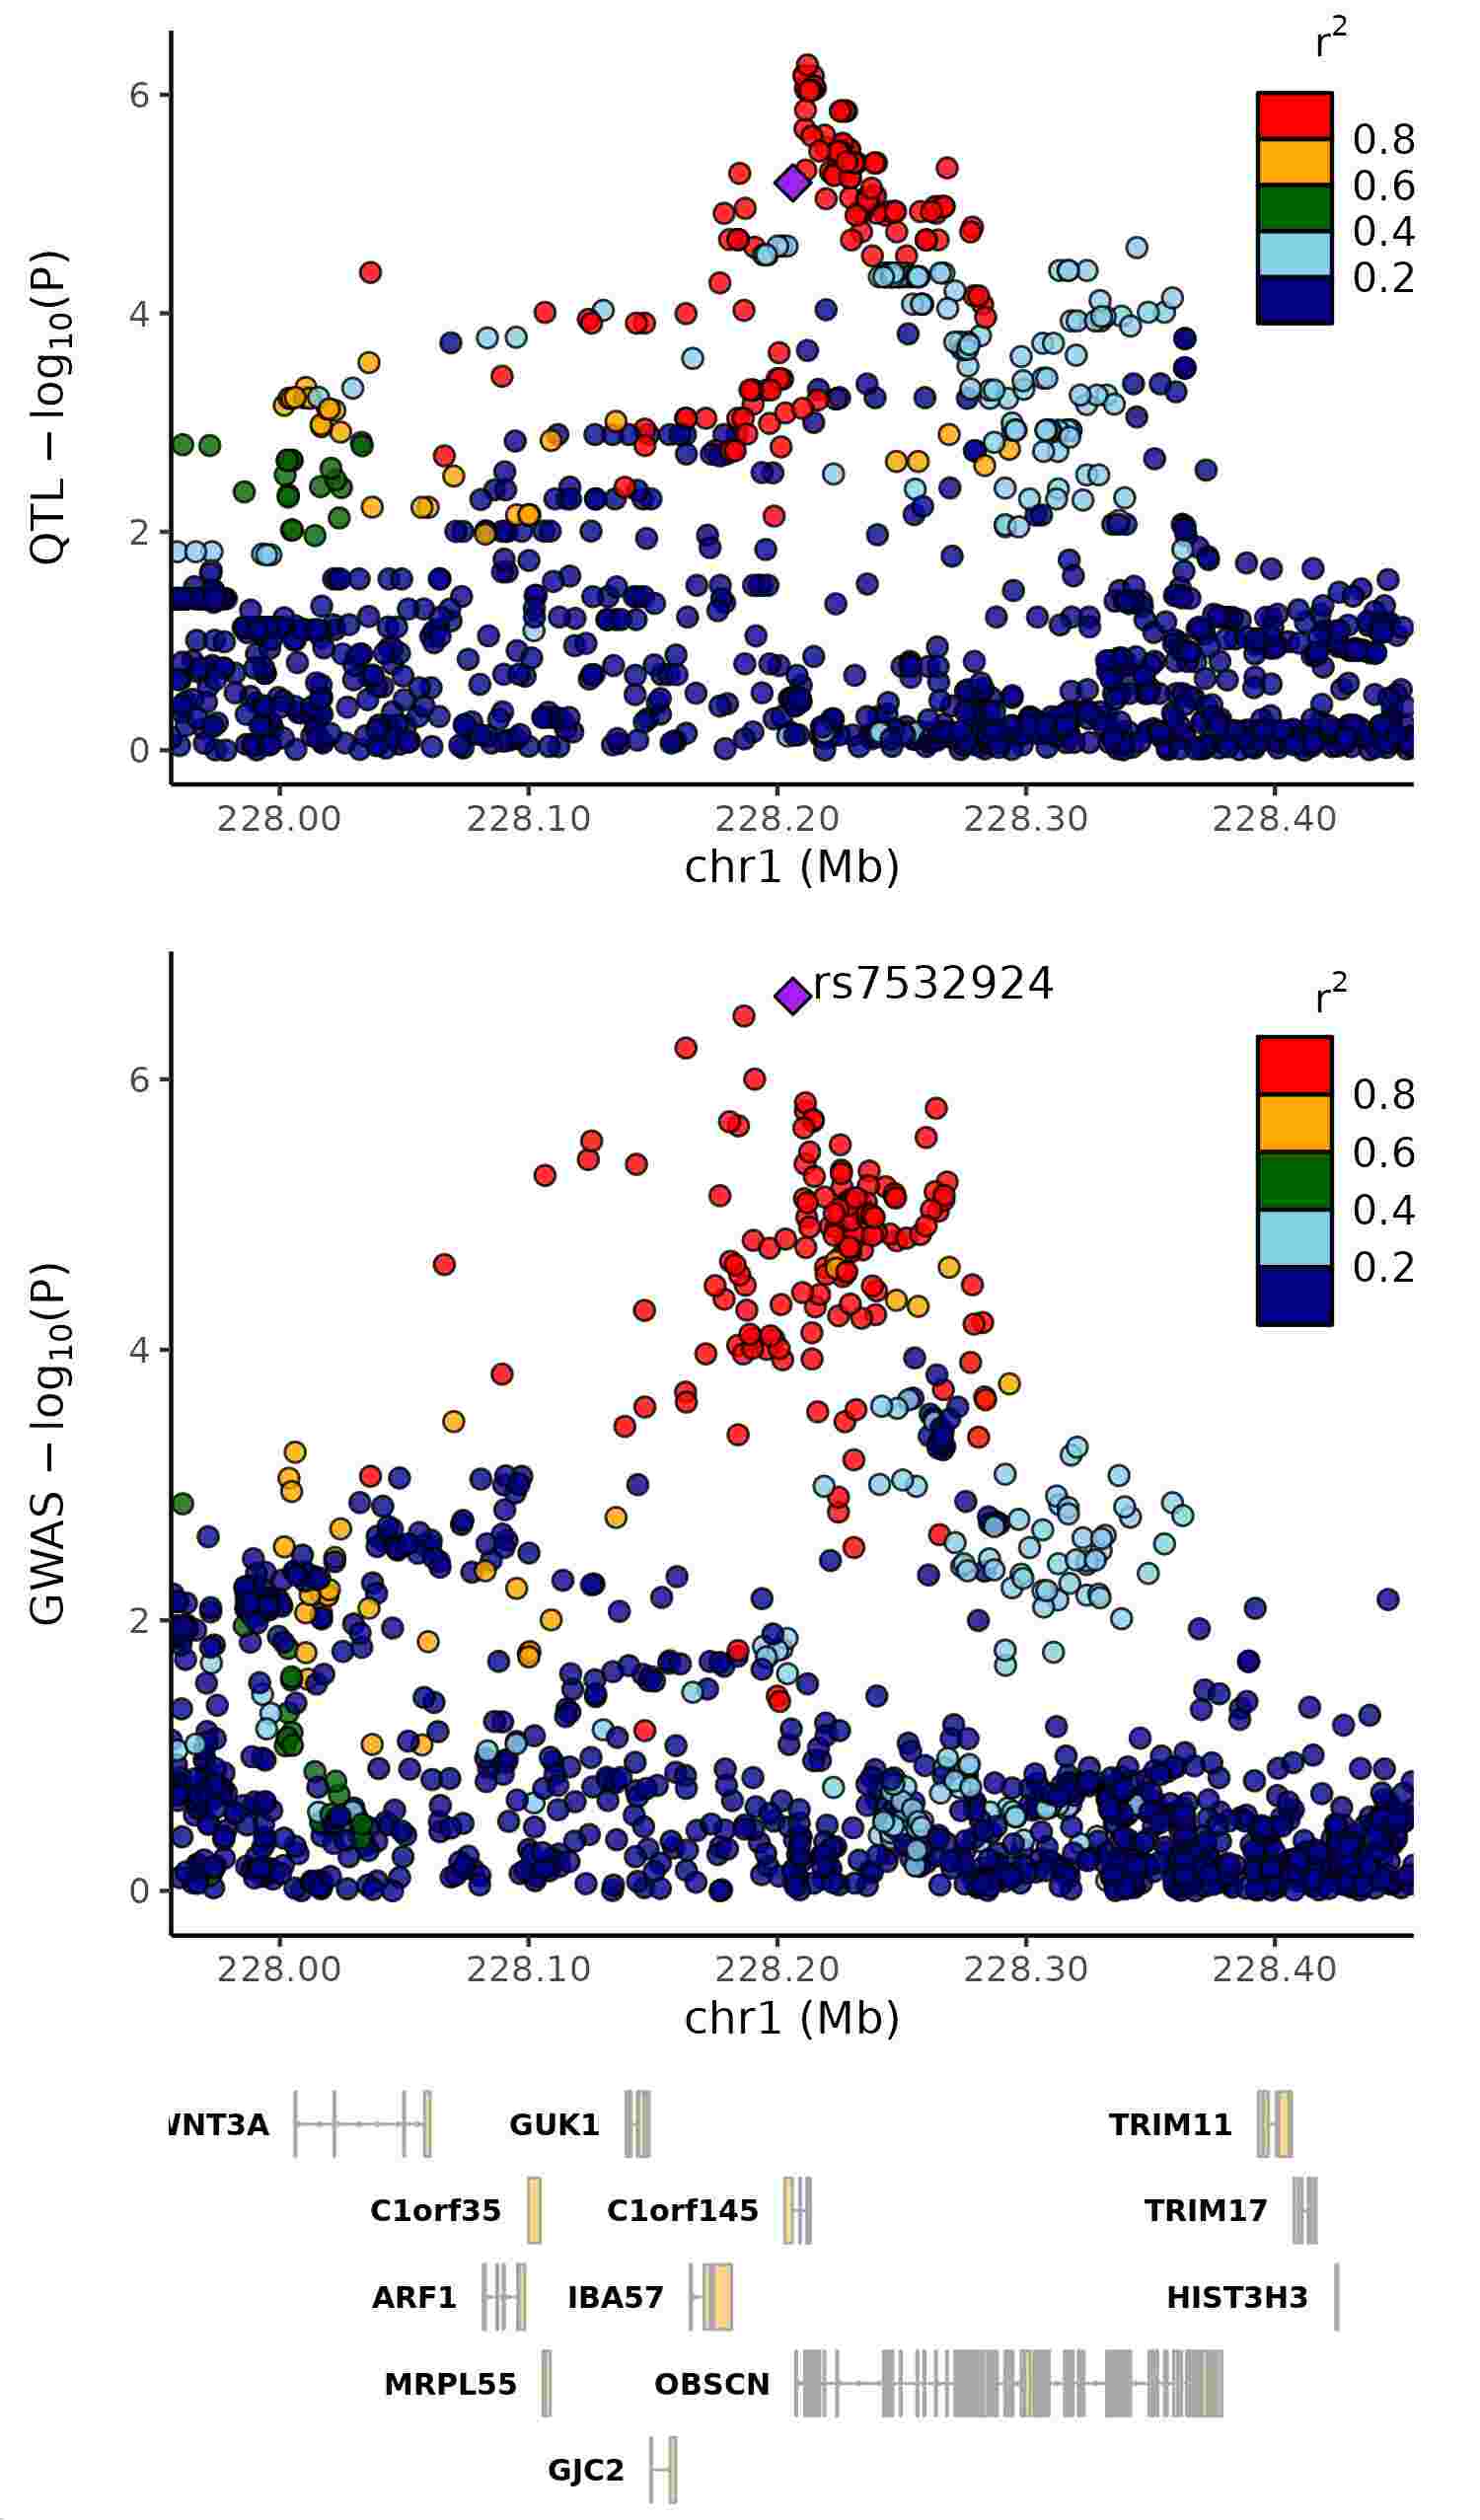 r2
6
4
2
0
QTL − log10(P)
0.8
0.6
0.4
0.2
228.00 228.10 228.20 228.30 228.40
chr1 (Mb)
rs7532924
r2
6
4
2
0
GWAS − log10(P)
0.8
0.6
0.4
0.2
228.00 228.10 228.20 228.30 228.40
chr1 (Mb)
WNT3A GUK1 TRIM11
C1orf35 C1orf145 TRIM17
ARF1 IBA57 HIST3H3
MRPL55 OBSCN
GJC2